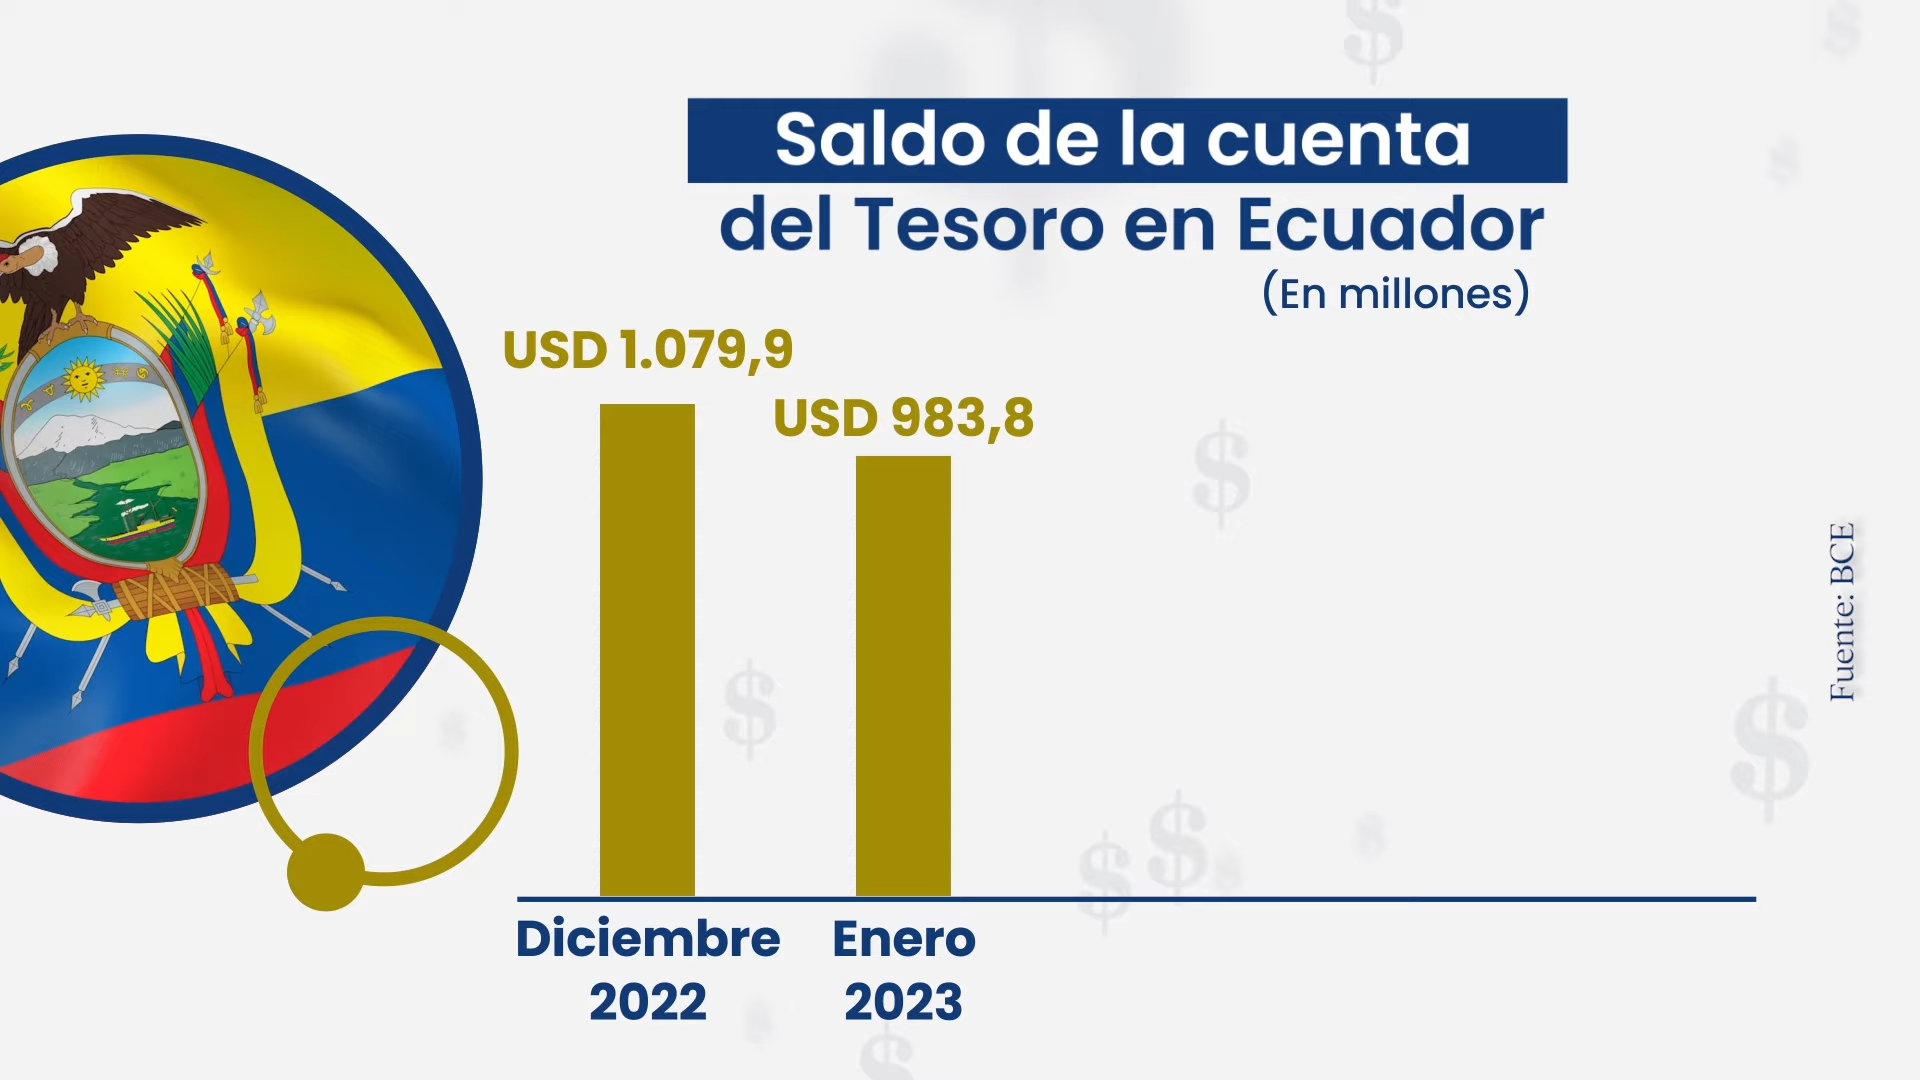 Saldo de la cuenta
del Tesoro en Ecuador
(En millones)
USD 1.079,9
USD 983,8
Diciembre
2022
Enero
2023
Fuente: BCE